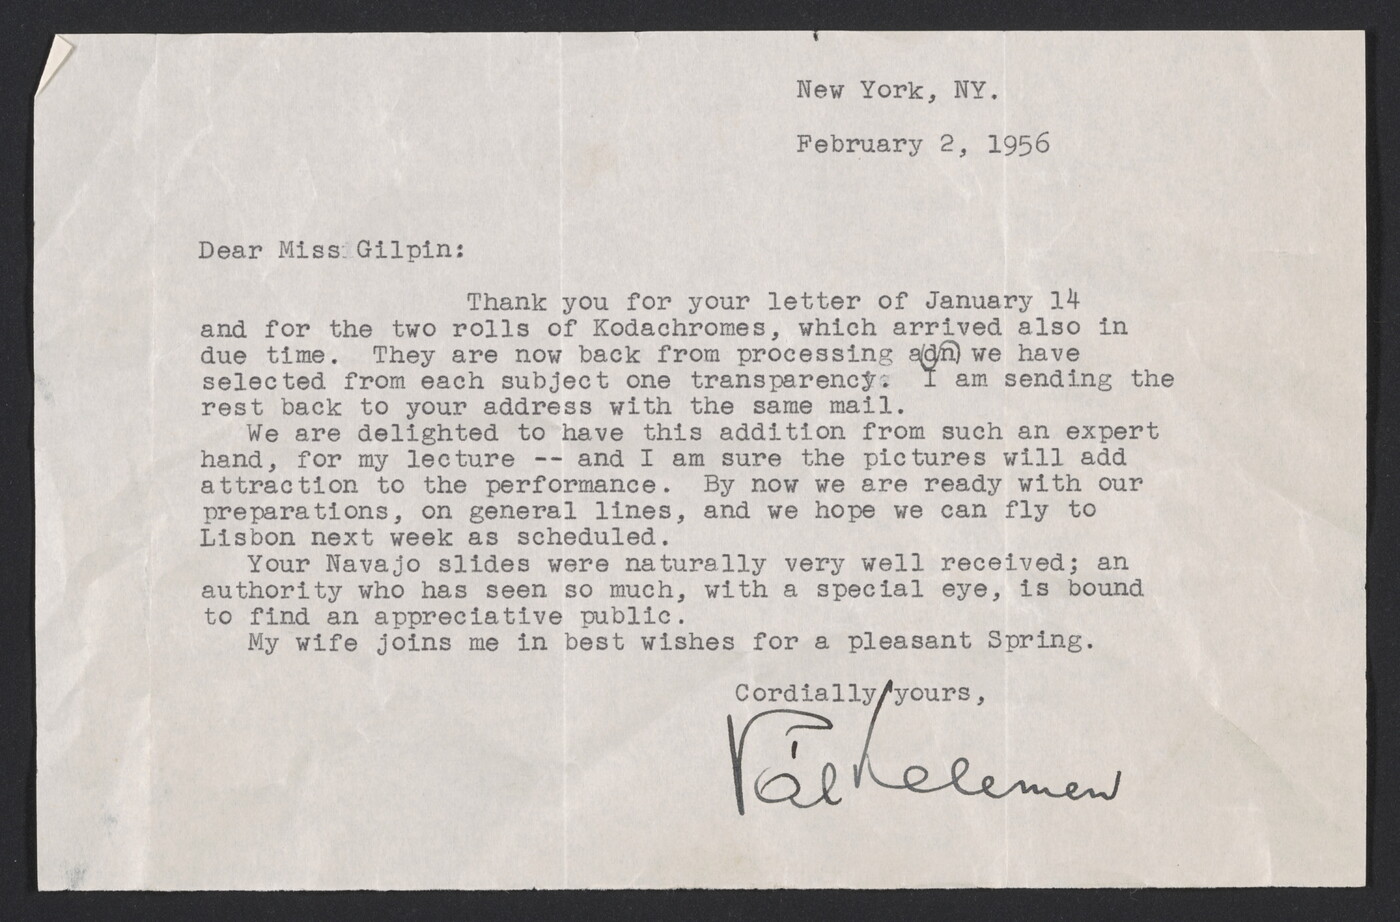 New York, NY.
February 2, 1956
Dear Miss Gilpin:
Thank you for your letter of January 14
and for the two rolls of Kodachromes, which arrived also in
due time. They are now back from processing adn we have
selected from each subject one transparency. I am sending the
rest back to your address with the same mail.
We are delighted to have this addition from such an expert
hand, for my lecture -- and I am sure the pictures will add
attraction to the performance. By now we are ready with our
preparations, on general lines, and we hope we can fly to
Lisbon next week as scheduled.
Your Navajo slides were naturally very well received; an
authority who has seen so much, with a special eye, is bound
to find an appreciative public.
My wife joins me in best wishes for a pleasant Spring.
Cordially yours,
Pál Kelemen